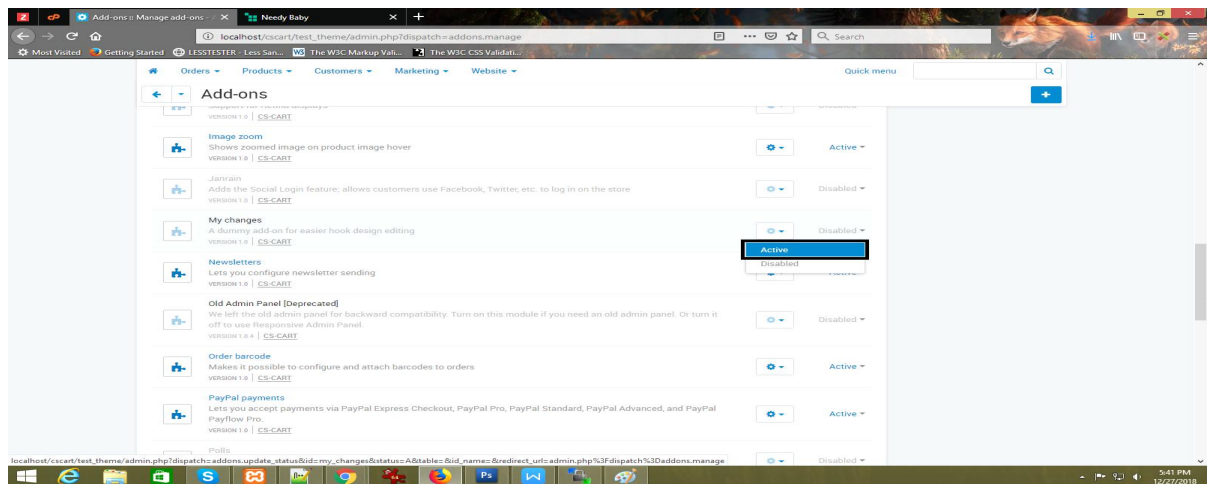 Add-ons :: Manage add-ons - / Needy Baby
localhost/cscart/test_theme/admin.php?dispatch=addons.manage Search
Most Visited Getting Started LESSTESTER - Less San... The W3C Markup Vali... The W3C CSS Validati...
Orders Products Customers Marketing Website Quick menu
Add-ons
VERSION 1.0 | CS-CART
Image zoom
Shows zoomed image on product image hover Active
VERSION 1.0 | CS-CART
Janrain
Adds the Social Login feature: allows customers use Facebook, Twitter, etc. to log in on the store Disabled
VERSION 1.0 | CS-CART
My changes
A dummy add-on for easier hook design editing Disabled
VERSION 1.0 | CS-CART
Active
Disabled
Newsletters
Lets you configure newsletter sending
VERSION 1.0 | CS-CART
Old Admin Panel [Deprecated]
We left the old admin panel for backward compatibility. Turn on this module if you need an old admin panel. Or turn it
off to use Responsive Admin Panel. Disabled
VERSION 1.0.4 | CS-CART
Order barcode
Makes it possible to configure and attach barcodes to orders Active
VERSION 1.0 | CS-CART
PayPal payments
Lets you accept payments via PayPal Express Checkout, PayPal Pro, PayPal Standard, PayPal Advanced, and PayPal
Payflow Pro. Active
VERSION 1.0 | CS-CART
Polls
localhost/cscart/test_theme/admin.php?dispatch=addons.update_status&id=my_changes&status=A&table=&id_name=&redirect_url=admin.php%3Fdispatch%3Daddons.manage Disabled
5:41 PM
12/27/2018